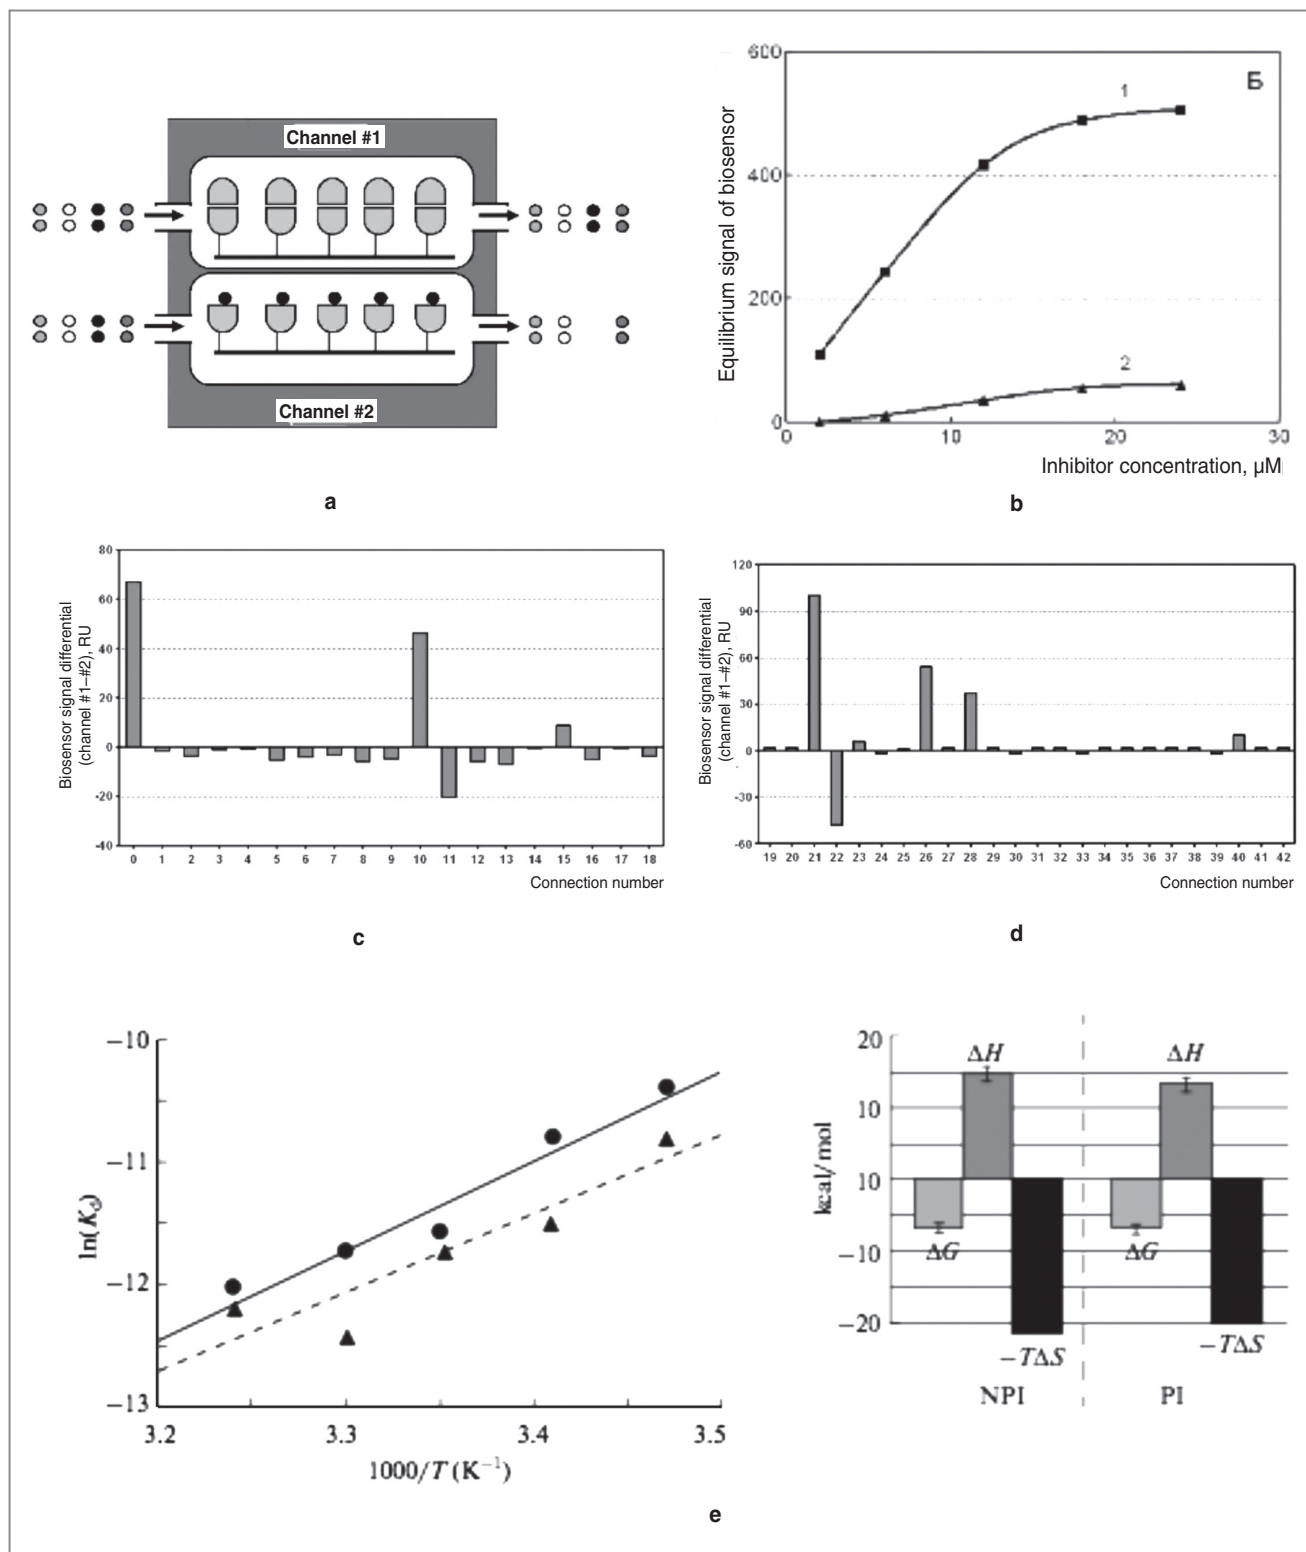 Channel #1
Channel #2
a
Equilibrium signal of biosensor
600
400
200
0
0
10
20
30
Б
1
2
Inhibitor concentration, µM
b
Biosensor signal differential
(channel #1–#2), RU
80
60
40
20
0
-20
-40
0 1 2 3 4 5 6 7 8 9 10 11 12 13 14 15 16 17 18
Connection number
c
Biosensor signal differential
(channel #1–#2), RU
120
90
60
30
0
-30
-60
19 20 21 22 23 24 25 26 27 28 29 30 31 32 33 34 35 36 37 38 39 40 41 42
Connection number
d
ln(K
−10
−11
−12
−13
3.2 3.3 3.4 3.5
1000/T (K⁻¹)
kcal/mol
20
10
10
−10
−20
ΔH
ΔG
−TΔS
NPI
ΔH
ΔG
−TΔS
PI
e